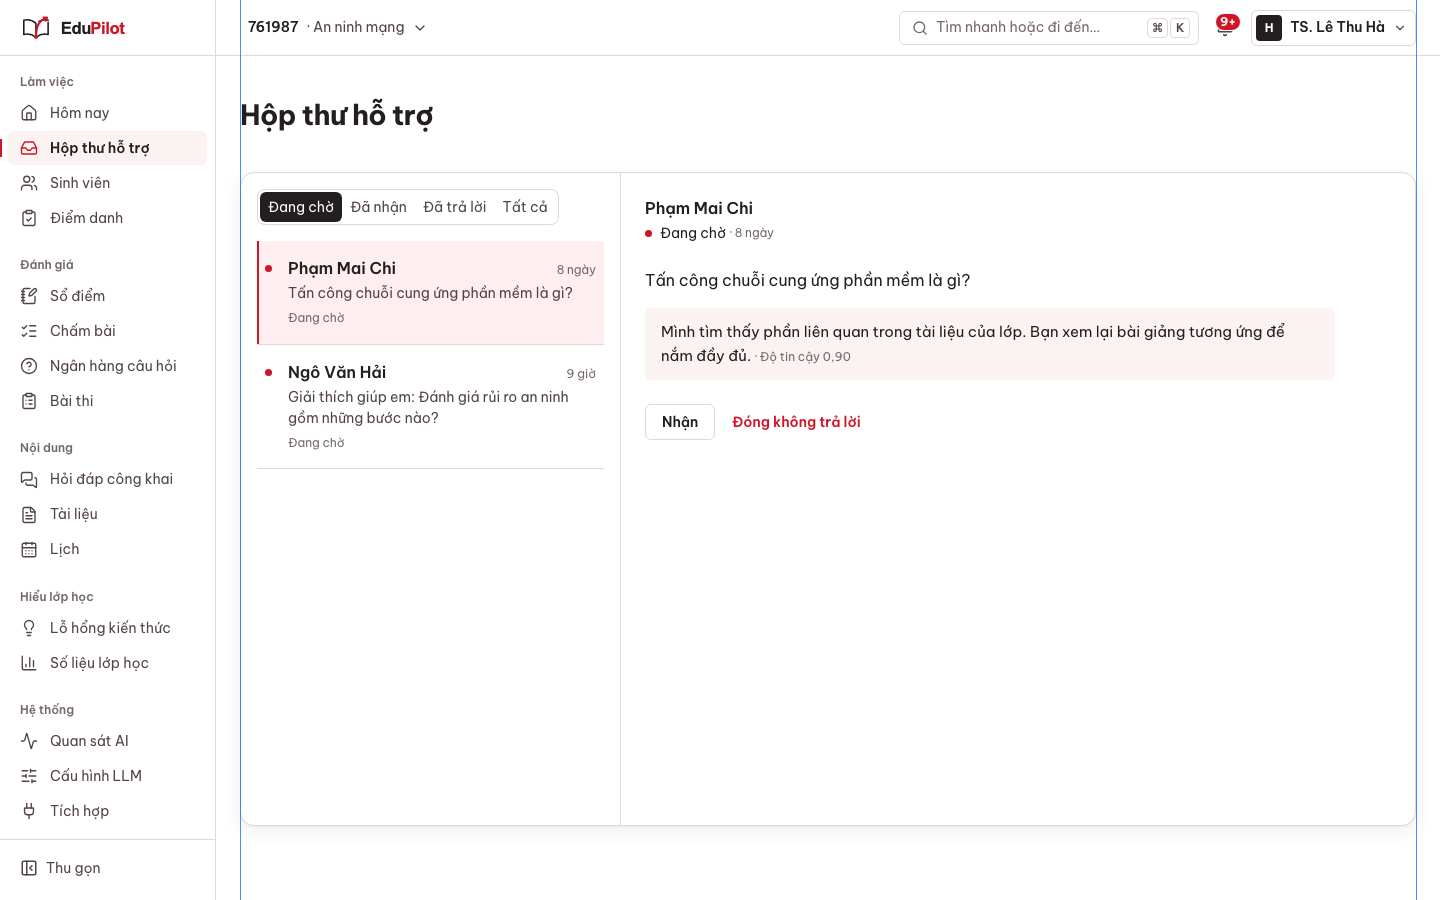 EduPilot
761987 · An ninh mạng
Tìm nhanh hoặc đi đến...
⌘ K
9+
H
TS. Lê Thu Hà
Làm việc
Hôm nay
Hộp thư hỗ trợ
Sinh viên
Điểm danh
Đánh giá
Sổ điểm
Chấm bài
Ngân hàng câu hỏi
Bài thi
Nội dung
Hỏi đáp công khai
Tài liệu
Lịch
Hiểu lớp học
Lỗ hổng kiến thức
Số liệu lớp học
Hệ thống
Quan sát AI
Cấu hình LLM
Tích hợp
Thu gọn
Hộp thư hỗ trợ
Đang chờ Đã nhận Đã trả lời Tất cả
Phạm Mai Chi 8 ngày
Tấn công chuỗi cung ứng phần mềm là gì?
Đang chờ
Ngô Văn Hải 9 giờ
Giải thích giúp em: Đánh giá rủi ro an ninh
gồm những bước nào?
Đang chờ
Phạm Mai Chi
Đang chờ · 8 ngày
Tấn công chuỗi cung ứng phần mềm là gì?
Mình tìm thấy phần liên quan trong tài liệu của lớp. Bạn xem lại bài giảng tương ứng để
nắm đầy đủ. · Độ tin cậy 0,90
Nhận Đóng không trả lời